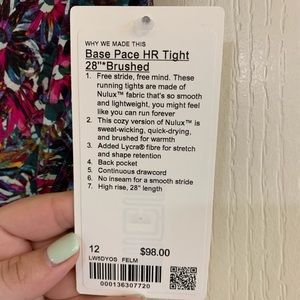 WHY WE MADE THIS
Base Pace HR Tight
28"*Brushed
1. Free stride, free mind. These
running tights are made of
Nulux™ fabric that's so smooth
and lightweight, you might feel
like you can run forever
2. This cozy version of Nulux™ is
sweat-wicking, quick-drying,
and brushed for warmth
3. Added Lycra® fibre for stretch
and shape retention
4. Back pocket
5. Continuous drawcord
6. No inseam for a smooth stride
7. High rise, 28" length
12 $98.00
LW5DYOS FELM
000136307720